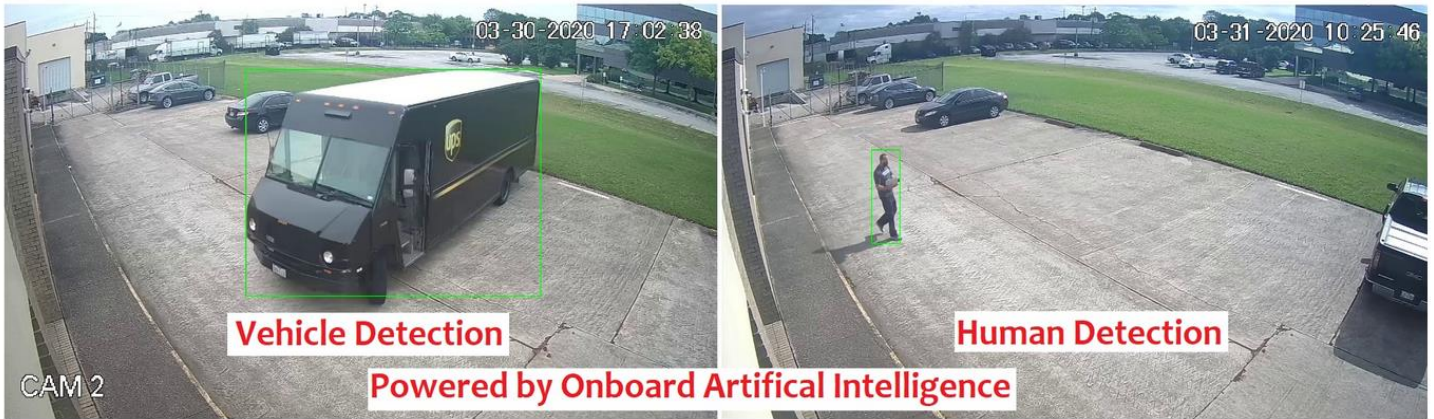 03-30-2020 17:02:38
03-31-2020 10:25:46
ups
Vehicle Detection
Human Detection
CAM 2
Powered by Onboard Artifical Intelligence